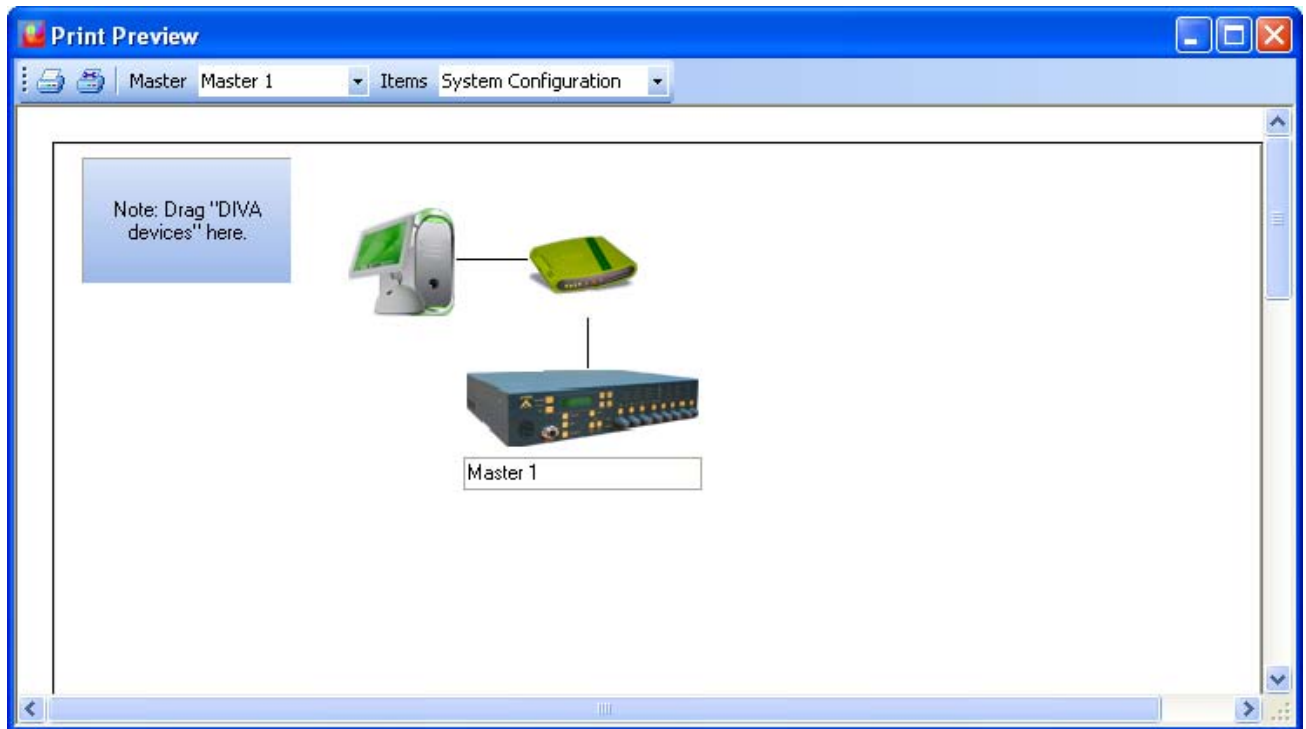 Print Preview
Master Master 1 Items System Configuration
Note: Drag "DIVA
devices" here.
Master 1